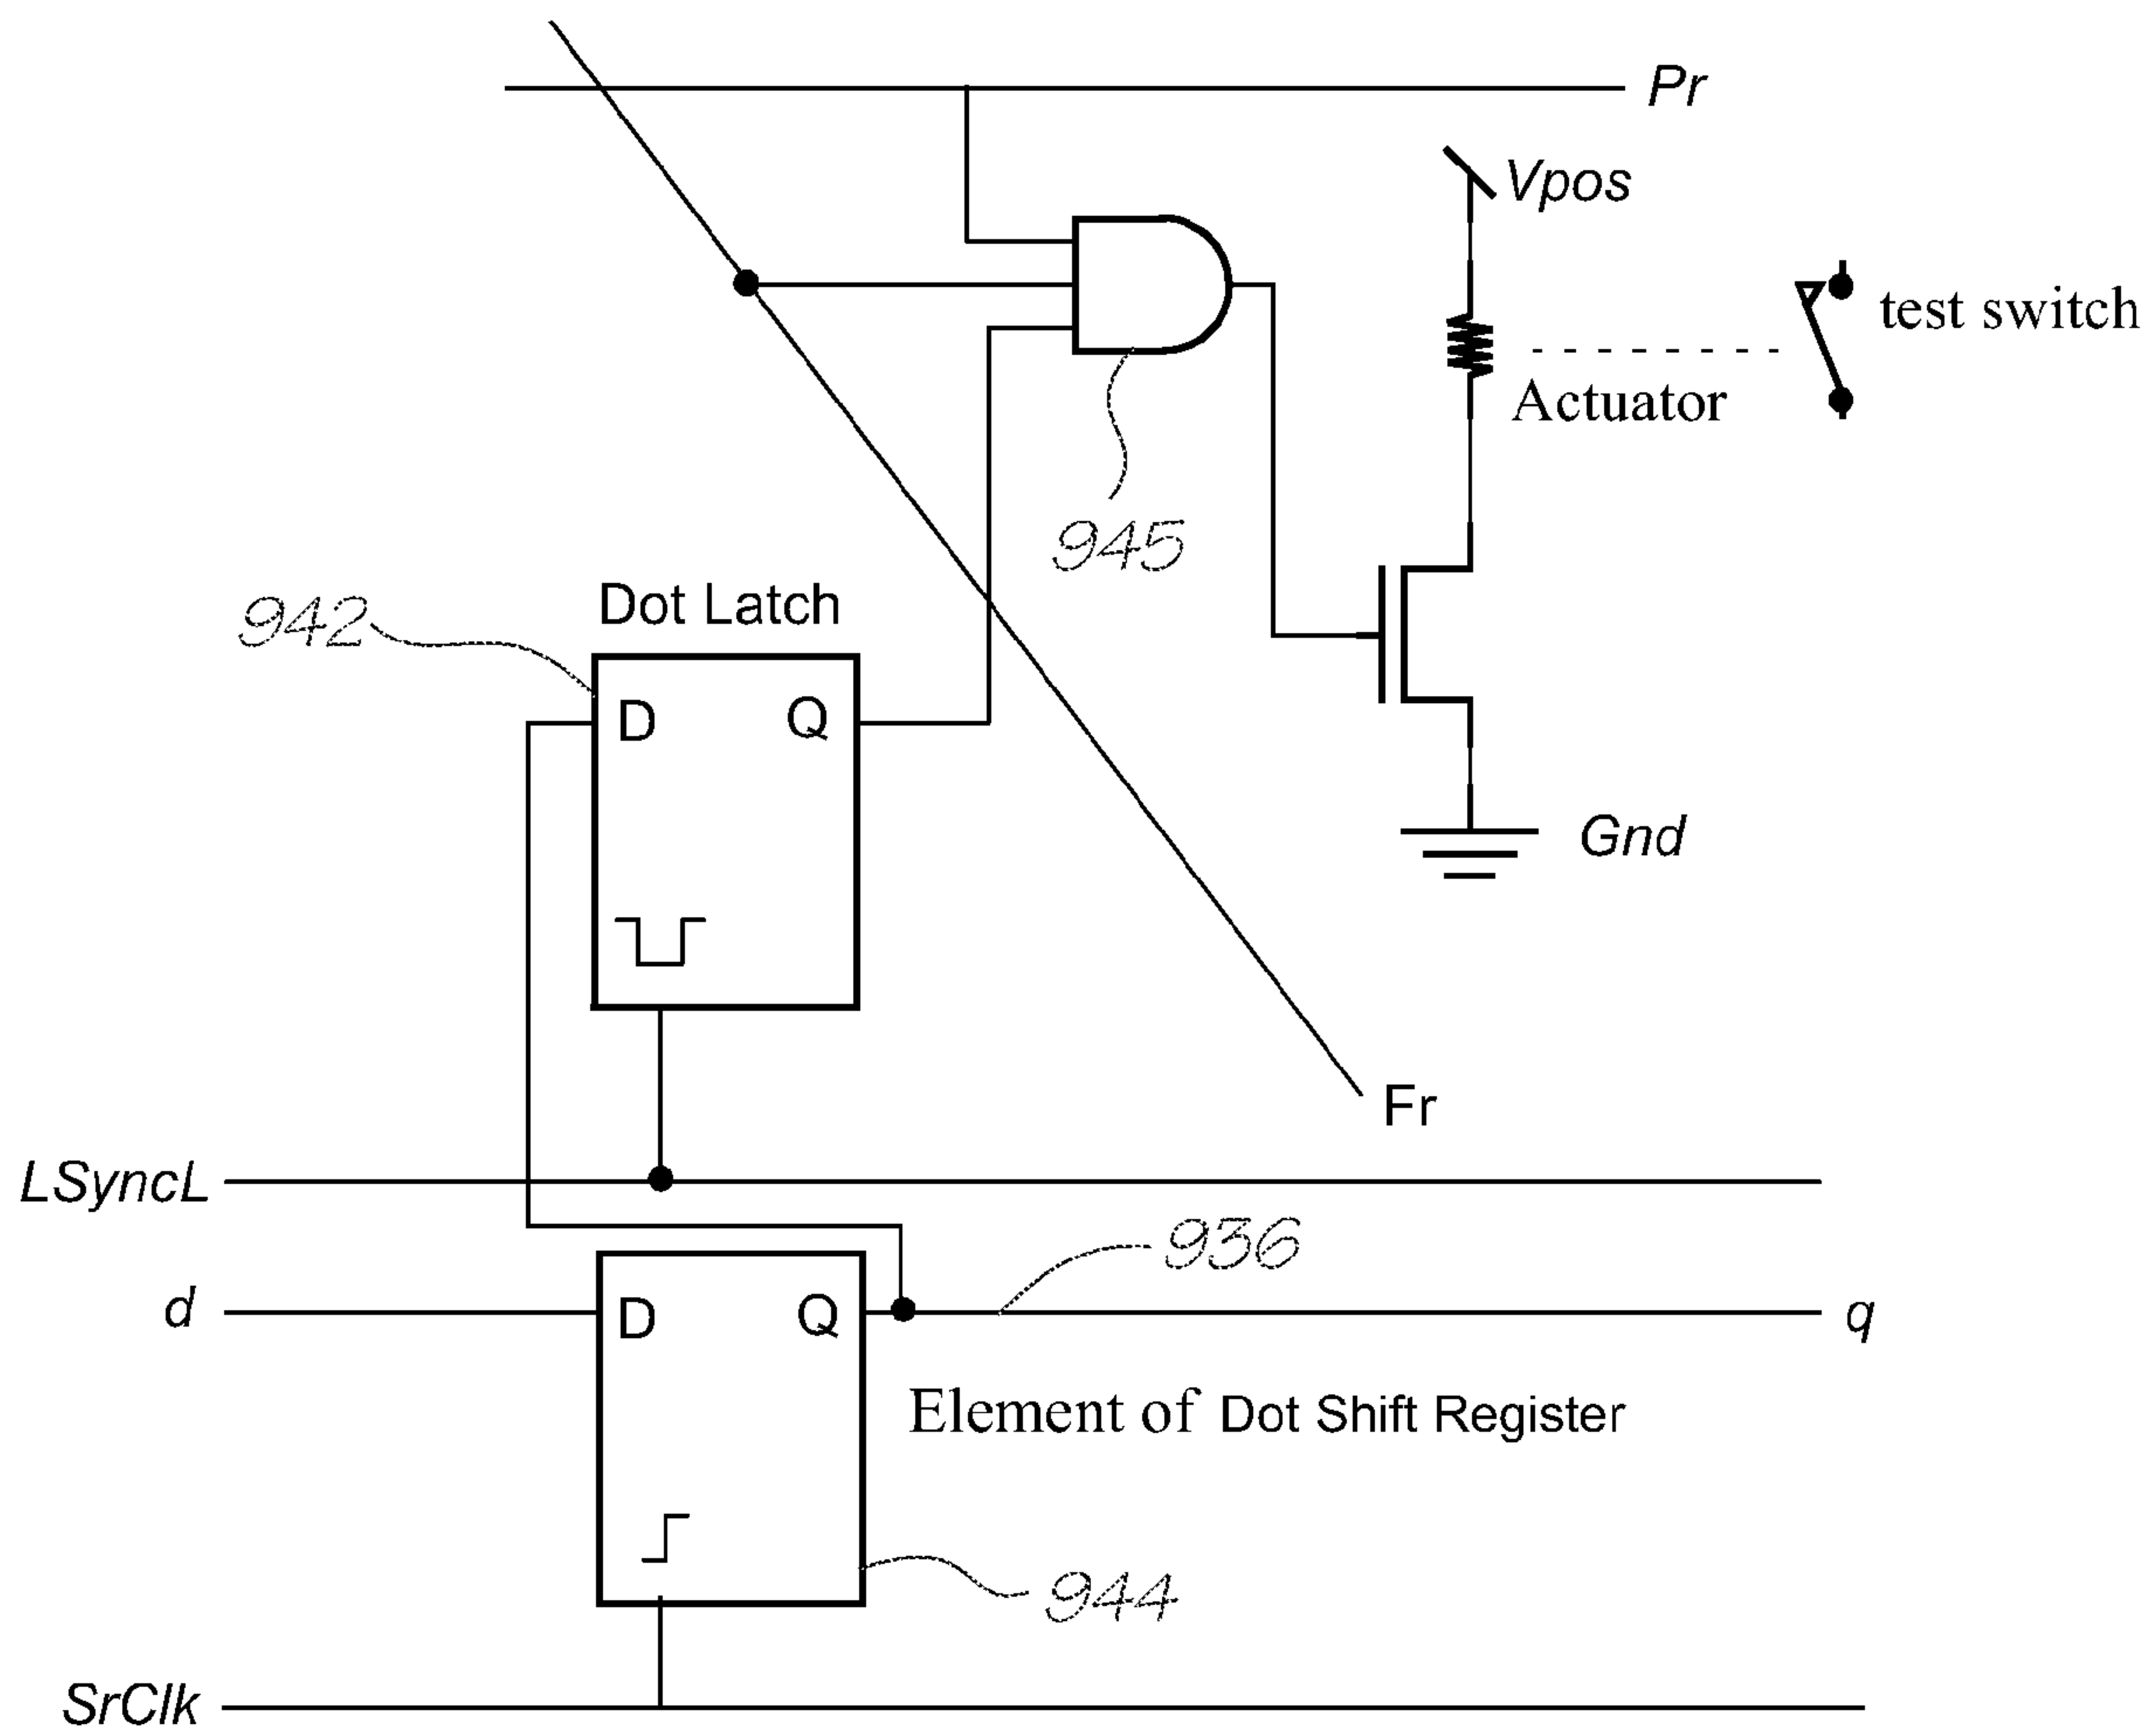 Pr
Vpos
test switch
Actuator
945
Dot Latch
942
D Q
Gnd
Fr
LSyncL
936
d
D Q
q
Element of Dot Shift Register
944
SrClk